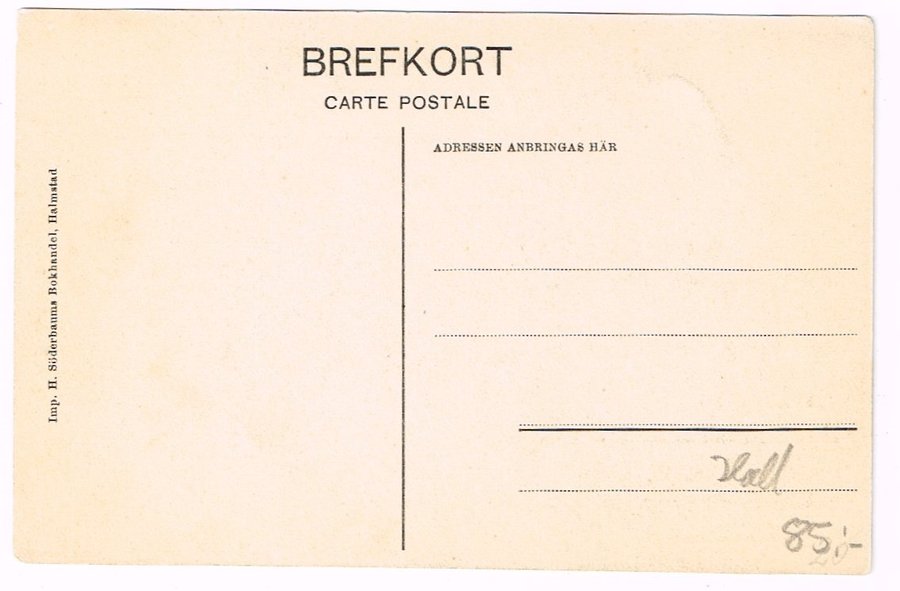 BREFKORT
CARTE POSTALE
ADRESSEN ANBRINGAS HÄR
Imp. H. Söderbaums Bokhandel, Halmstad
Hall
85:-